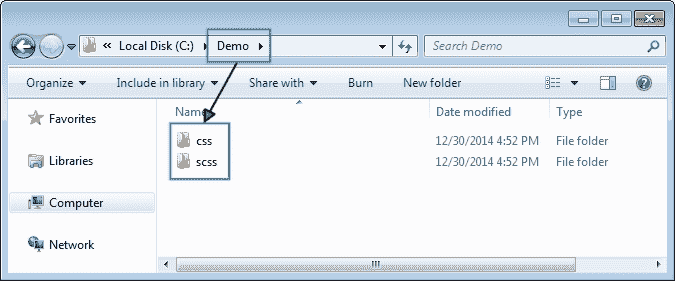 « Local Disk (C:) ▸ Demo ▸ Search Demo
Organize Include in library Share with Burn New folder
Favorites
Libraries
Computer
Network
Name Date modified Type
css 12/30/2014 4:52 PM File folder
scss 12/30/2014 4:52 PM File folder